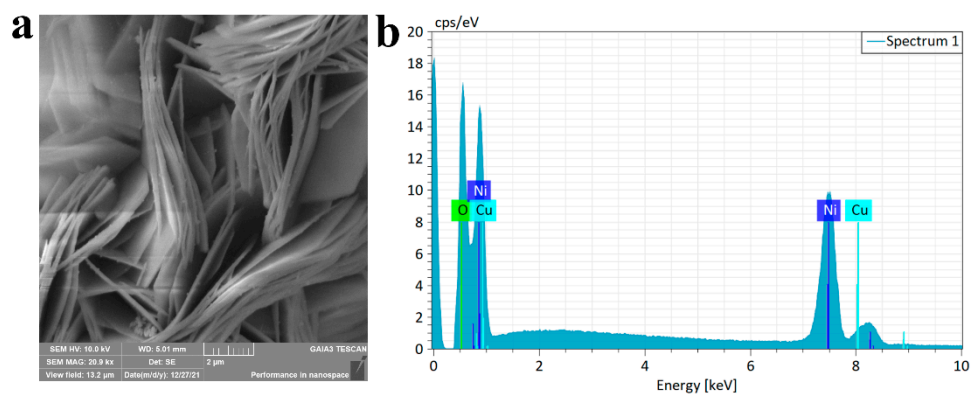 a
SEM HV: 10.0 kV WD: 5.01 mm GAIA3 TESCAN
SEM MAG: 20.9 kx Det: SE 2 µm
View field: 13.2 µm Date(m/d/y): 12/27/21 Performance in nanospace
b
cps/eV
Spectrum 1
20
18
16
14
12
10
8
6
4
2
0
Ni
O Cu
Ni Cu
0 2 4 6 8 10
Energy [keV]